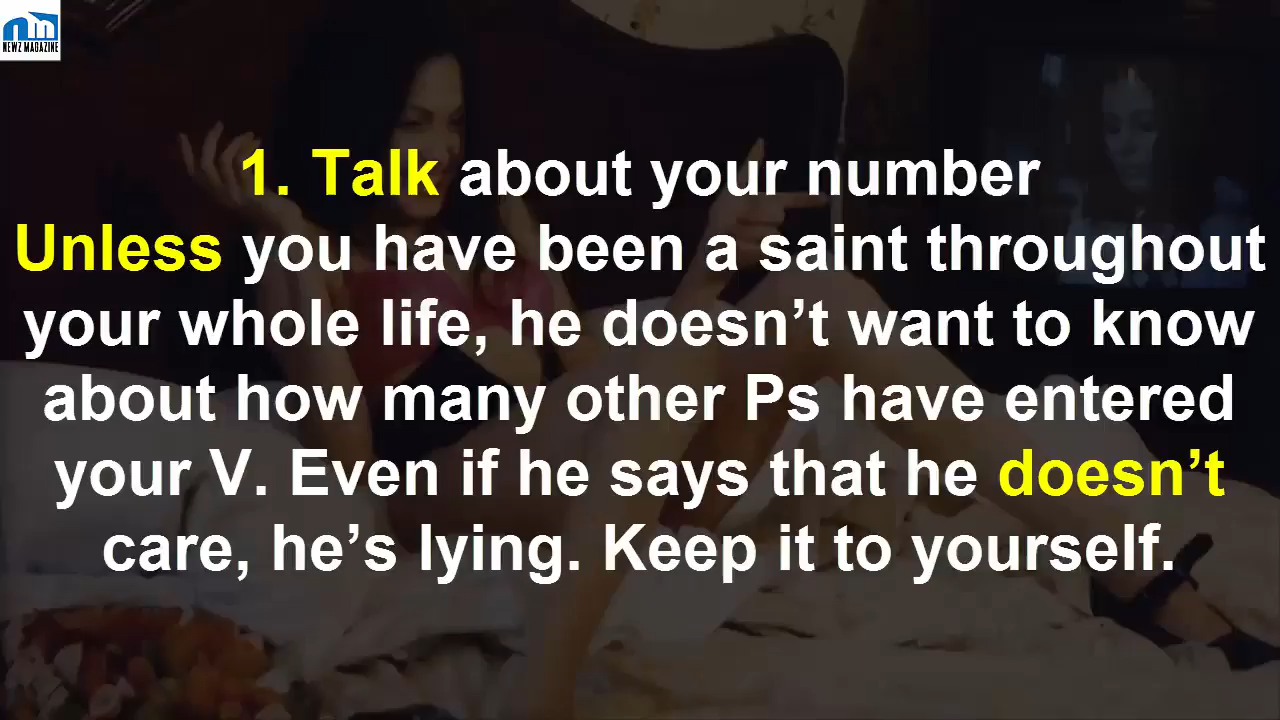 NEWZ MAGAZINE
1. Talk about your number
Unless you have been a saint throughout
your whole life, he doesn’t want to know
about how many other Ps have entered
your V. Even if he says that he doesn’t
care, he’s lying. Keep it to yourself.